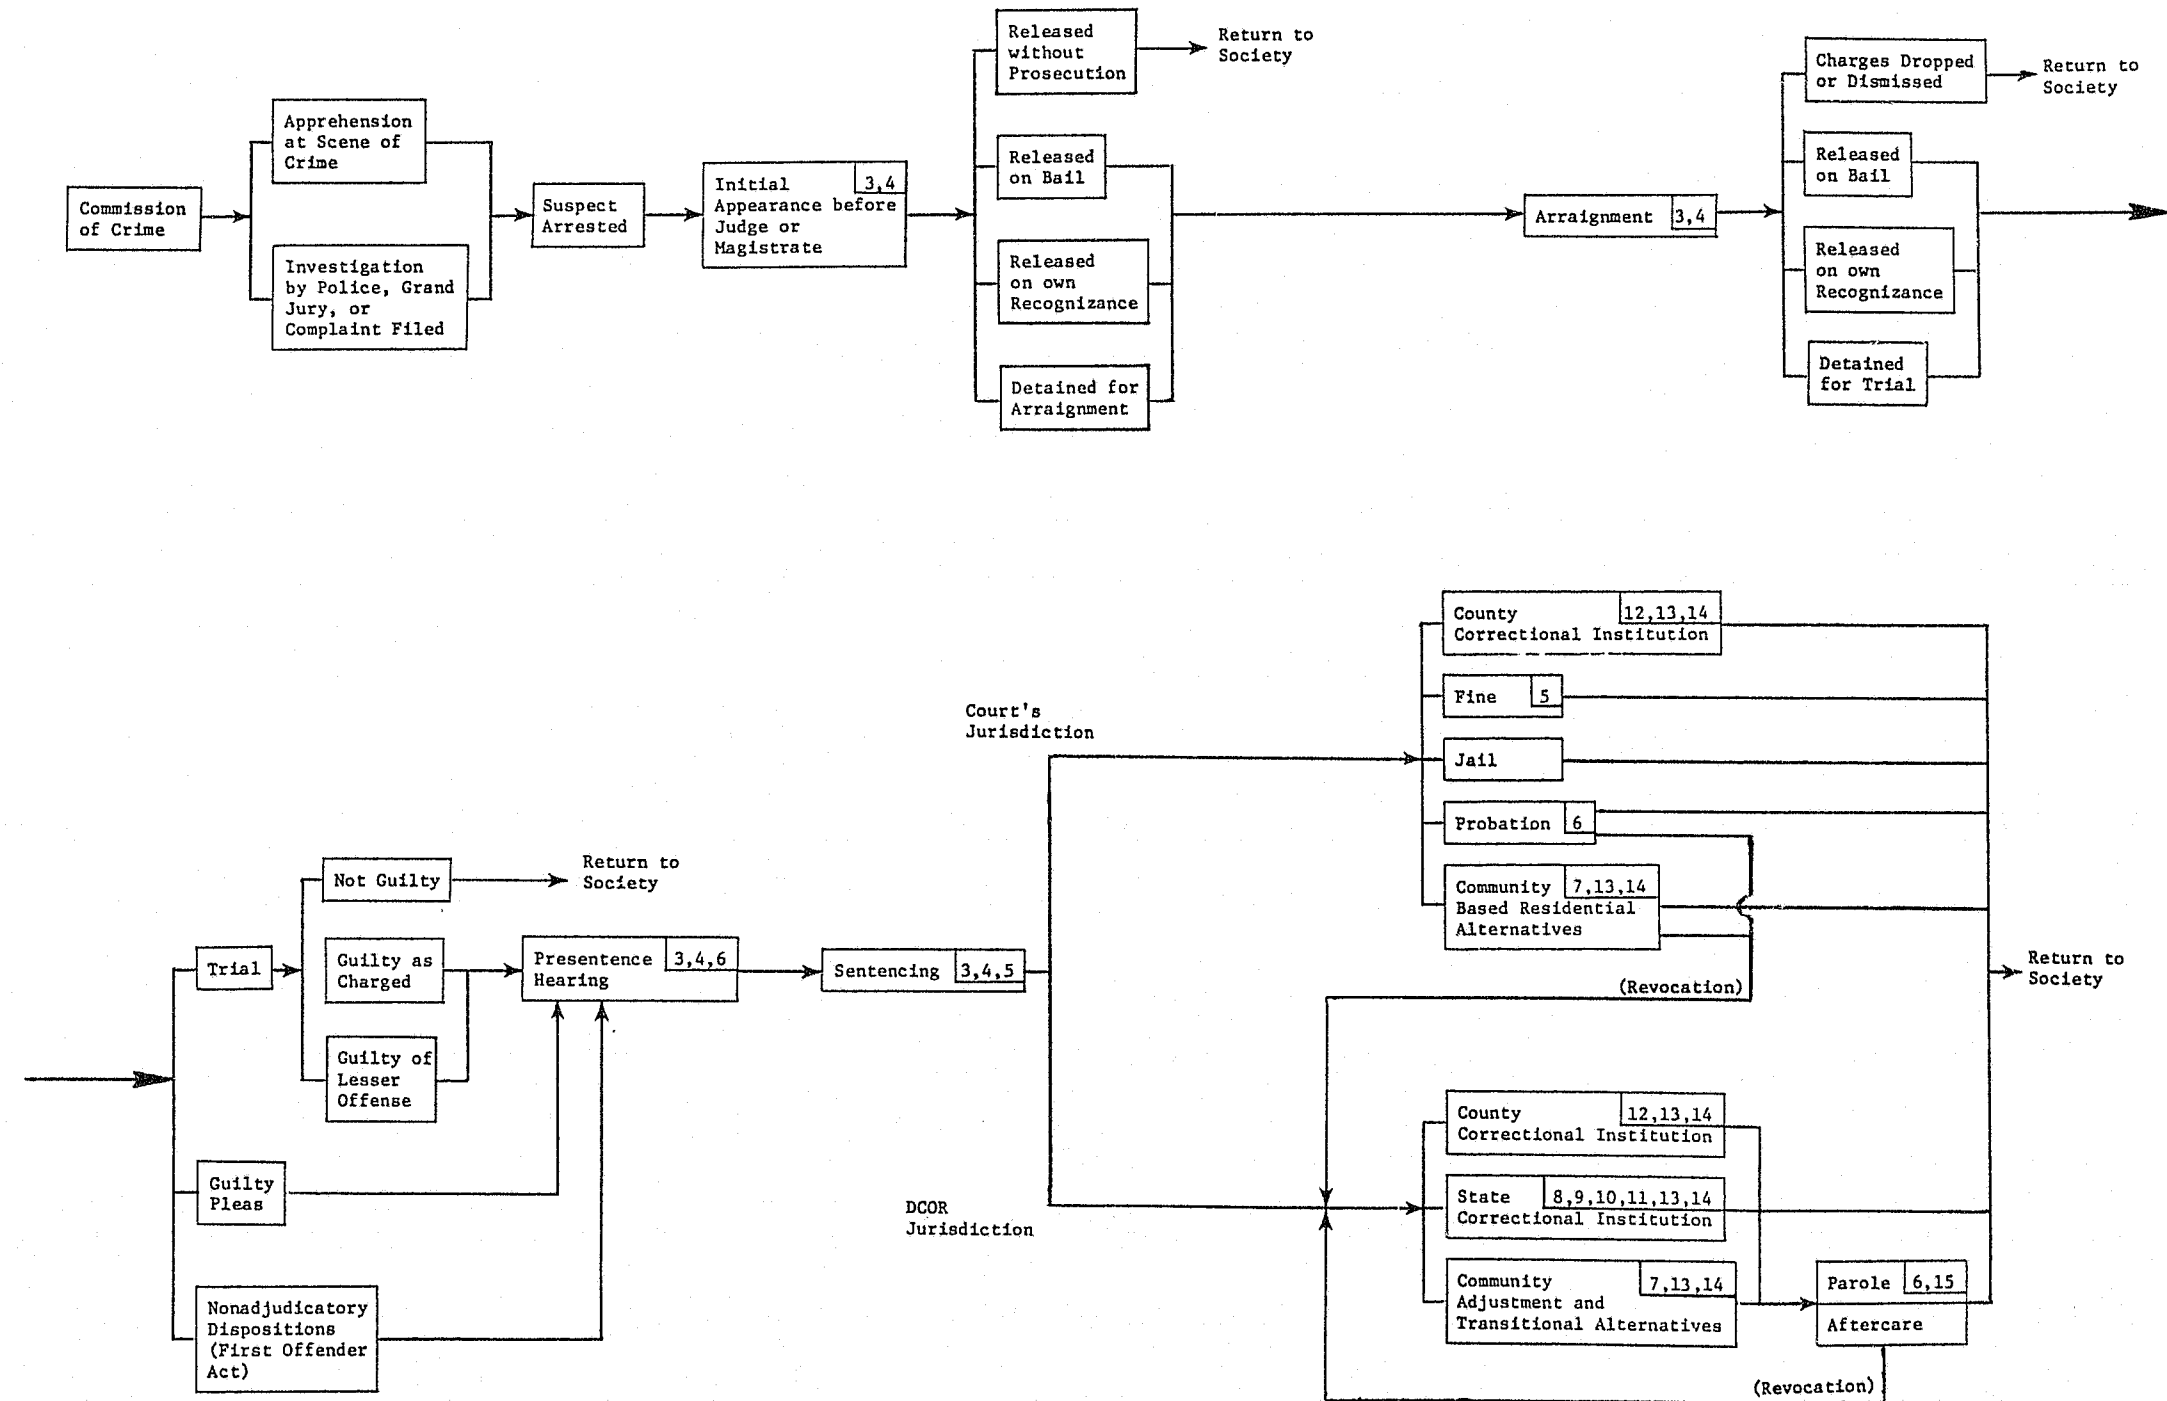 Commission
of Crime
Apprehension
at Scene of
Crime
Investigation
by Police, Grand
Jury, or
Complaint Filed
Suspect
Arrested
Initial 3,4
Appearance before
Judge or
Magistrate
Released
without
Prosecution
Return to
Society
Released
on Bail
Released
on own
Recognizance
Detained for
Arraignment
Arraignment 3,4
Charges Dropped
or Dismissed
Return to
Society
Released
on Bail
Released
on own
Recognizance
Detained
for Trial
Trial
Not Guilty
Return to
Society
Guilty as
Charged
Guilty of
Lesser
Offense
Guilty
Pleas
Nonadjudicatory
Dispositions
(First Offender
Act)
Presentence 3,4,6
Hearing
Sentencing 3,4,5
Court's
Jurisdiction
County 12,13,14
Correctional Institution
Fine 5
Jail
Probation 6
Community 7,13,14
Based Residential
Alternatives
(Revocation)
Return to
Society
DCOR
Jurisdiction
County 12,13,14
Correctional Institution
State 8,9,10,11,13,14
Correctional Institution
Community 7,13,14
Adjustment and
Transitional Alternatives
Parole 6,15
Aftercare
(Revocation)